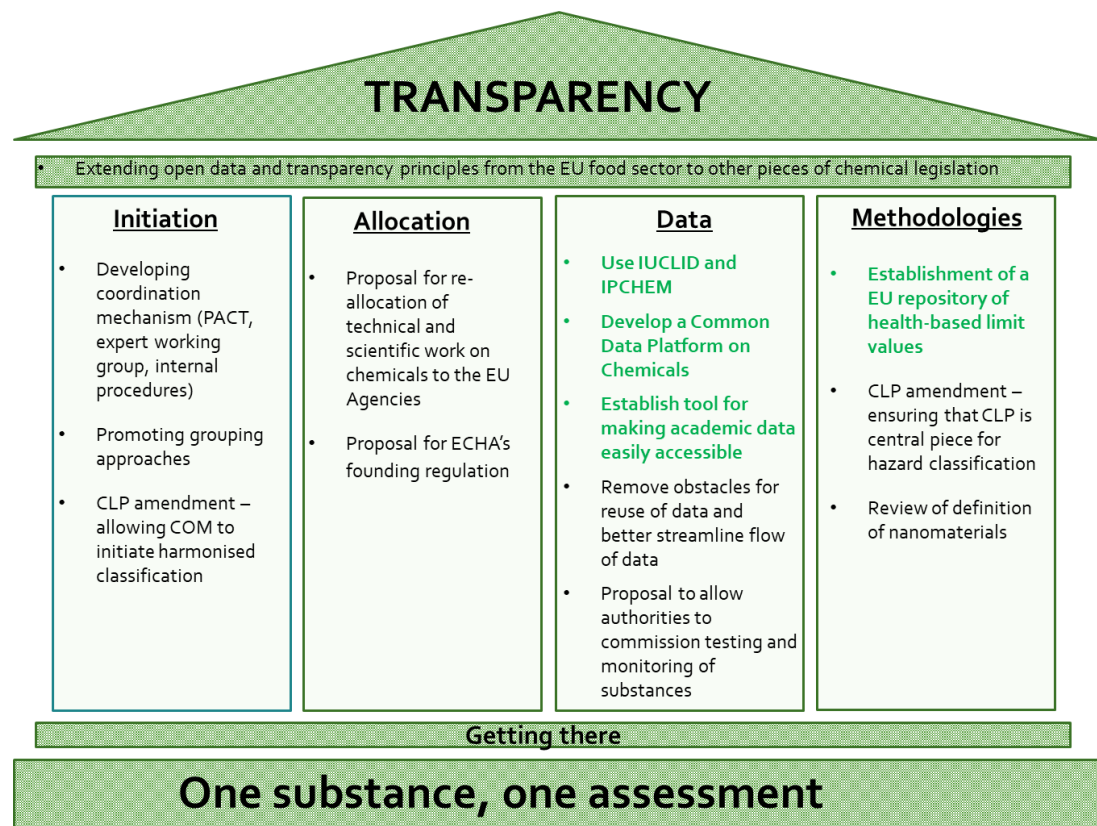 TRANSPARENCY
• Extending open data and transparency principles from the EU food sector to other pieces of chemical legislation
Initiation
• Developing
coordination
mechanism (PACT,
expert working
group, internal
procedures)
• Promoting grouping
approaches
• CLP amendment –
allowing COM to
initiate harmonised
classification
Allocation
• Proposal for re-
allocation of
technical and
scientific work on
chemicals to the EU
Agencies
• Proposal for ECHA’s
founding regulation
Data
• Use IUCLID and
IPCHEM
• Develop a Common
Data Platform on
Chemicals
• Establish tool for
making academic data
easily accessible
• Remove obstacles for
reuse of data and
better streamline flow
of data
• Proposal to allow
authorities to
commission testing and
monitoring of
substances
Methodologies
• Establishment of a
EU repository of
health-based limit
values
• CLP amendment –
ensuring that CLP is
central piece for
hazard classification
• Review of definition
of nanomaterials
Getting there
One substance, one assessment